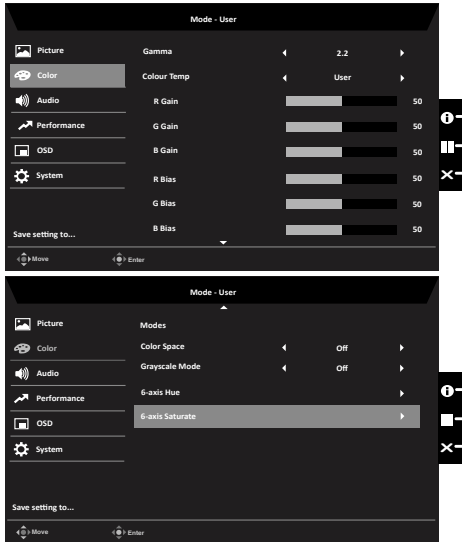 Mode - User
Picture
Gamma 2.2
Color
Colour Temp User
Audio
R Gain 50
Performance
G Gain 50
OSD
B Gain 50
System
R Bias 50
G Bias 50
B Bias 50
Save setting to...
Move Enter
Mode - User
Picture
Modes
Color
Color Space Off
Audio
Grayscale Mode Off
Performance
6-axis Hue
OSD
6-axis Saturate
System
Save setting to...
Move Enter